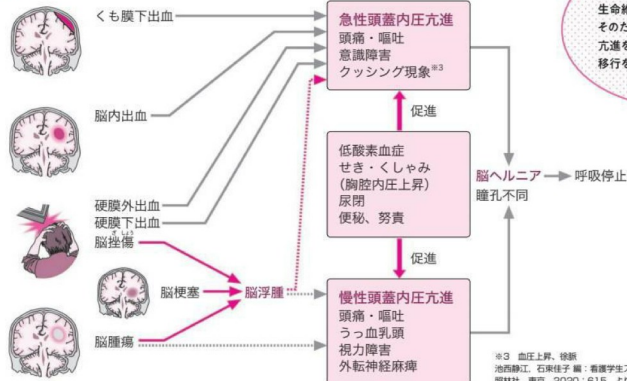 くも膜下出血
脳内出血
硬膜外出血
硬膜下出血
脳挫傷
ざ しょう
脳梗塞
脳浮腫
脳腫瘍
急性頭蓋内圧亢進
頭痛・嘔吐
意識障害
クッシング現象※3
促進
低酸素血症
せき・くしゃみ
(胸腔内圧上昇)
尿閉
便秘、努責
促進
慢性頭蓋内圧亢進
頭痛・嘔吐
うっ血乳頭
視力障害
外転神経麻痺
脳ヘルニア
瞳孔不同
呼吸停止
生命維
そのた
亢進を
移行を
※3 血圧上昇、徐脈
池西静江、石束佳子 編：看護学生ス
照林社，東京，2020：615．よ